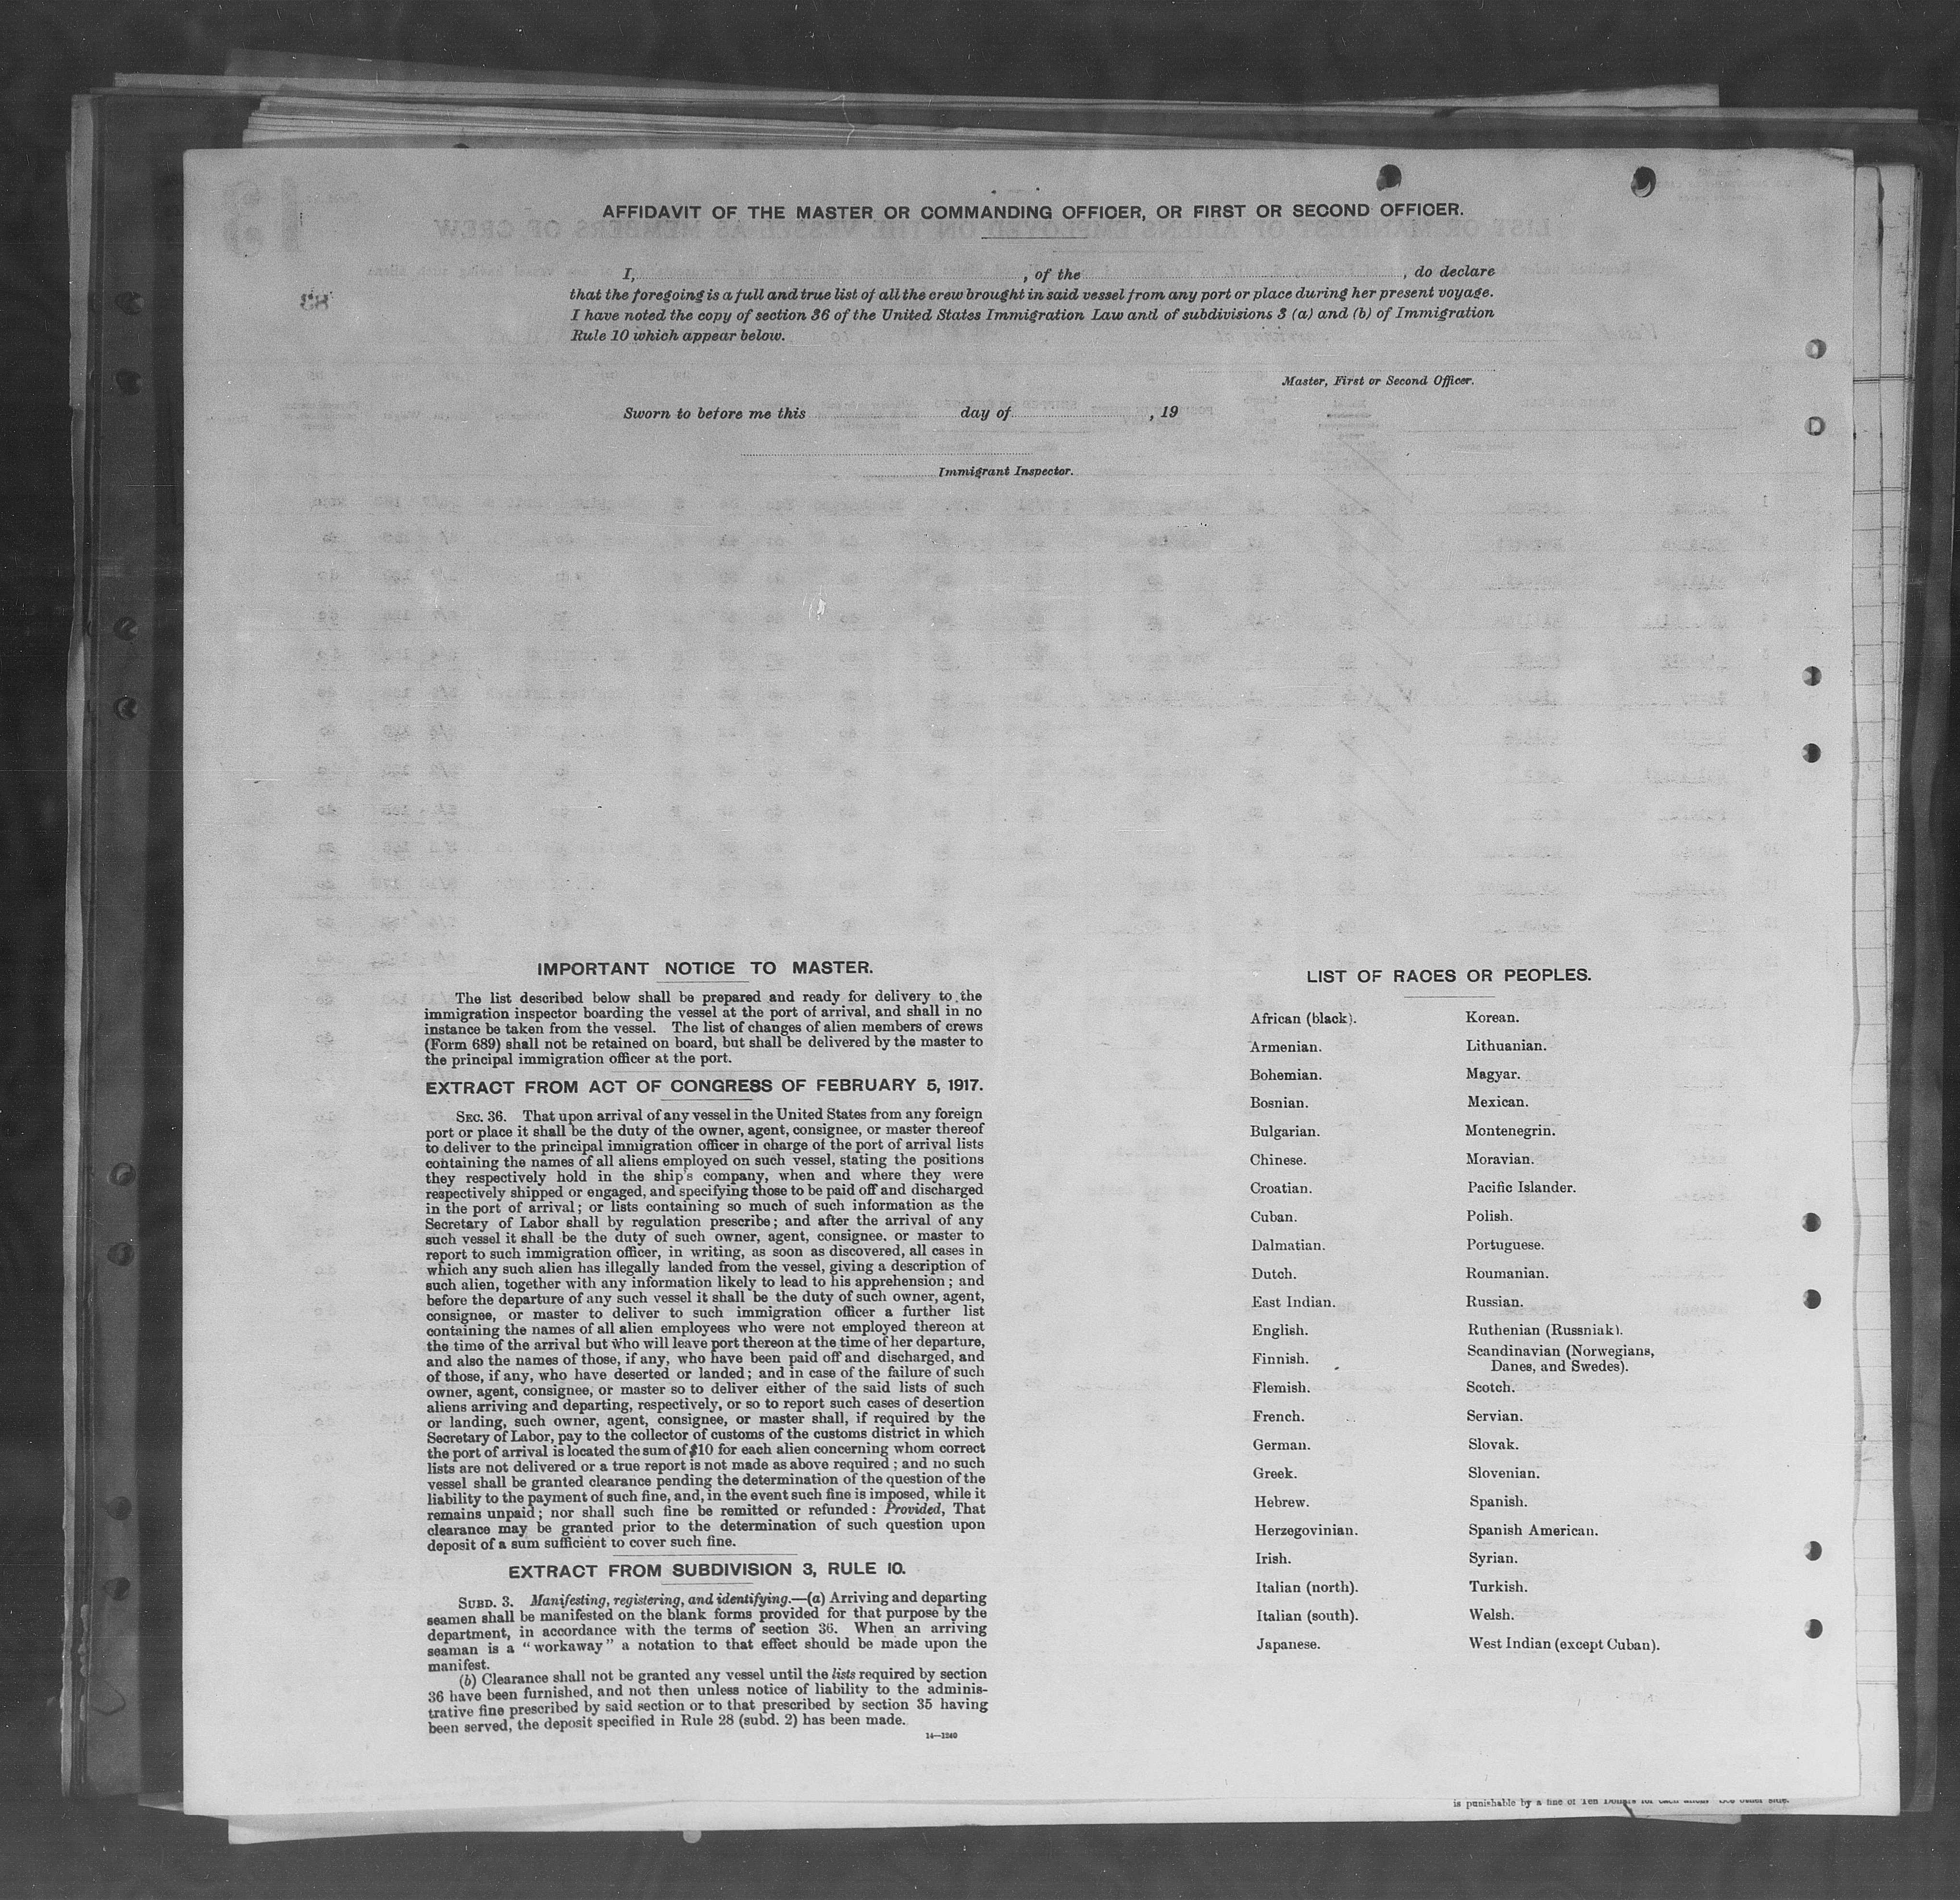 AFFIDAVIT OF THE MASTER OR COMMANDING OFFICER, OR FIRST OR SECOND OFFICER.
I, , of the , do declare
that the foregoing is a full and true list of all the crew brought in said vessel from any port or place during her present voyage.
I have noted the copy of section 36 of the United States Immigration Law and of subdivisions 3 (a) and (b) of Immigration
Rule 10 which appear below.
Master, First or Second Officer.
Sworn to before me this day of , 19
Immigrant Inspector.
IMPORTANT NOTICE TO MASTER.
The list described below shall be prepared and ready for delivery to the
immigration inspector boarding the vessel at the port of arrival, and shall in no
instance be taken from the vessel. The list of changes of alien members of crews
(Form 689) shall not be retained on board, but shall be delivered by the master to
the principal immigration officer at the port.
EXTRACT FROM ACT OF CONGRESS OF FEBRUARY 5, 1917.
SEC. 36. That upon arrival of any vessel in the United States from any foreign
port or place it shall be the duty of the owner, agent, consignee, or master thereof
to deliver to the principal immigration officer in charge of the port of arrival lists
containing the names of all aliens employed on such vessel, stating the positions
they respectively hold in the ship's company, when and where they were
respectively shipped or engaged, and specifying those to be paid off and discharged
in the port of arrival; or lists containing so much of such information as the
Secretary of Labor shall by regulation prescribe; and after the arrival of any
such vessel it shall be the duty of such owner, agent, consignee, or master to
report to such immigration officer, in writing, as soon as discovered, all cases in
which any such alien has illegally landed from the vessel, giving a description of
such alien, together with any information likely to lead to his apprehension; and
before the departure of any such vessel it shall be the duty of such owner, agent,
consignee, or master to deliver to such immigration officer a further list
containing the names of all alien employees who were not employed thereon at
the time of the arrival but who will leave port thereon at the time of her departure,
and also the names of those, if any, who have been paid off and discharged, and
of those, if any, who have deserted or landed; and in case of the failure of such
owner, agent, consignee, or master so to deliver either of the said lists of such
aliens arriving and departing, respectively, or so to report such cases of desertion
or landing, such owner, agent, consignee, or master shall, if required by the
Secretary of Labor, pay to the collector of customs of the customs district in which
the port of arrival is located the sum of $10 for each alien concerning whom correct
lists are not delivered or a true report is not made as above required; and no such
vessel shall be granted clearance pending the determination of the question of the
liability to the payment of such fine, and, in the event such fine is imposed, while it
remains unpaid; nor shall such fine be remitted or refunded: Provided, That
clearance may be granted prior to the determination of such question upon
deposit of a sum sufficient to cover such fine.
EXTRACT FROM SUBDIVISION 3, RULE 10.
SUBD. 3. Manifesting, registering, and identifying.—(a) Arriving and departing
seamen shall be manifested on the blank forms provided for that purpose by the
department, in accordance with the terms of section 36. When an arriving
seaman is a "workaway" a notation to that effect should be made upon the
manifest.
(b) Clearance shall not be granted any vessel until the lists required by section
36 have been furnished, and not then unless notice of liability to the adminis-
trative fine prescribed by said section or to that prescribed by section 35 having
been served, the deposit specified in Rule 28 (subd. 2) has been made.
14—1240
LIST OF RACES OR PEOPLES.
African (black).
Armenian.
Bohemian.
Bosnian.
Bulgarian.
Chinese.
Croatian.
Cuban.
Dalmatian.
Dutch.
East Indian.
English.
Finnish.
Flemish.
French.
German.
Greek.
Hebrew.
Herzegovinian.
Irish.
Italian (north).
Italian (south).
Japanese.
Korean.
Lithuanian.
Magyar.
Mexican.
Montenegrin.
Moravian.
Pacific Islander.
Polish.
Portuguese.
Roumanian.
Russian.
Ruthenian (Russniak).
Scandinavian (Norwegians,
Danes, and Swedes).
Scotch.
Servian.
Slovak.
Slovenian.
Spanish.
Spanish American.
Syrian.
Turkish.
Welsh.
West Indian (except Cuban).
is punishable by a fine of Ten Dollars for each alien. See other side.